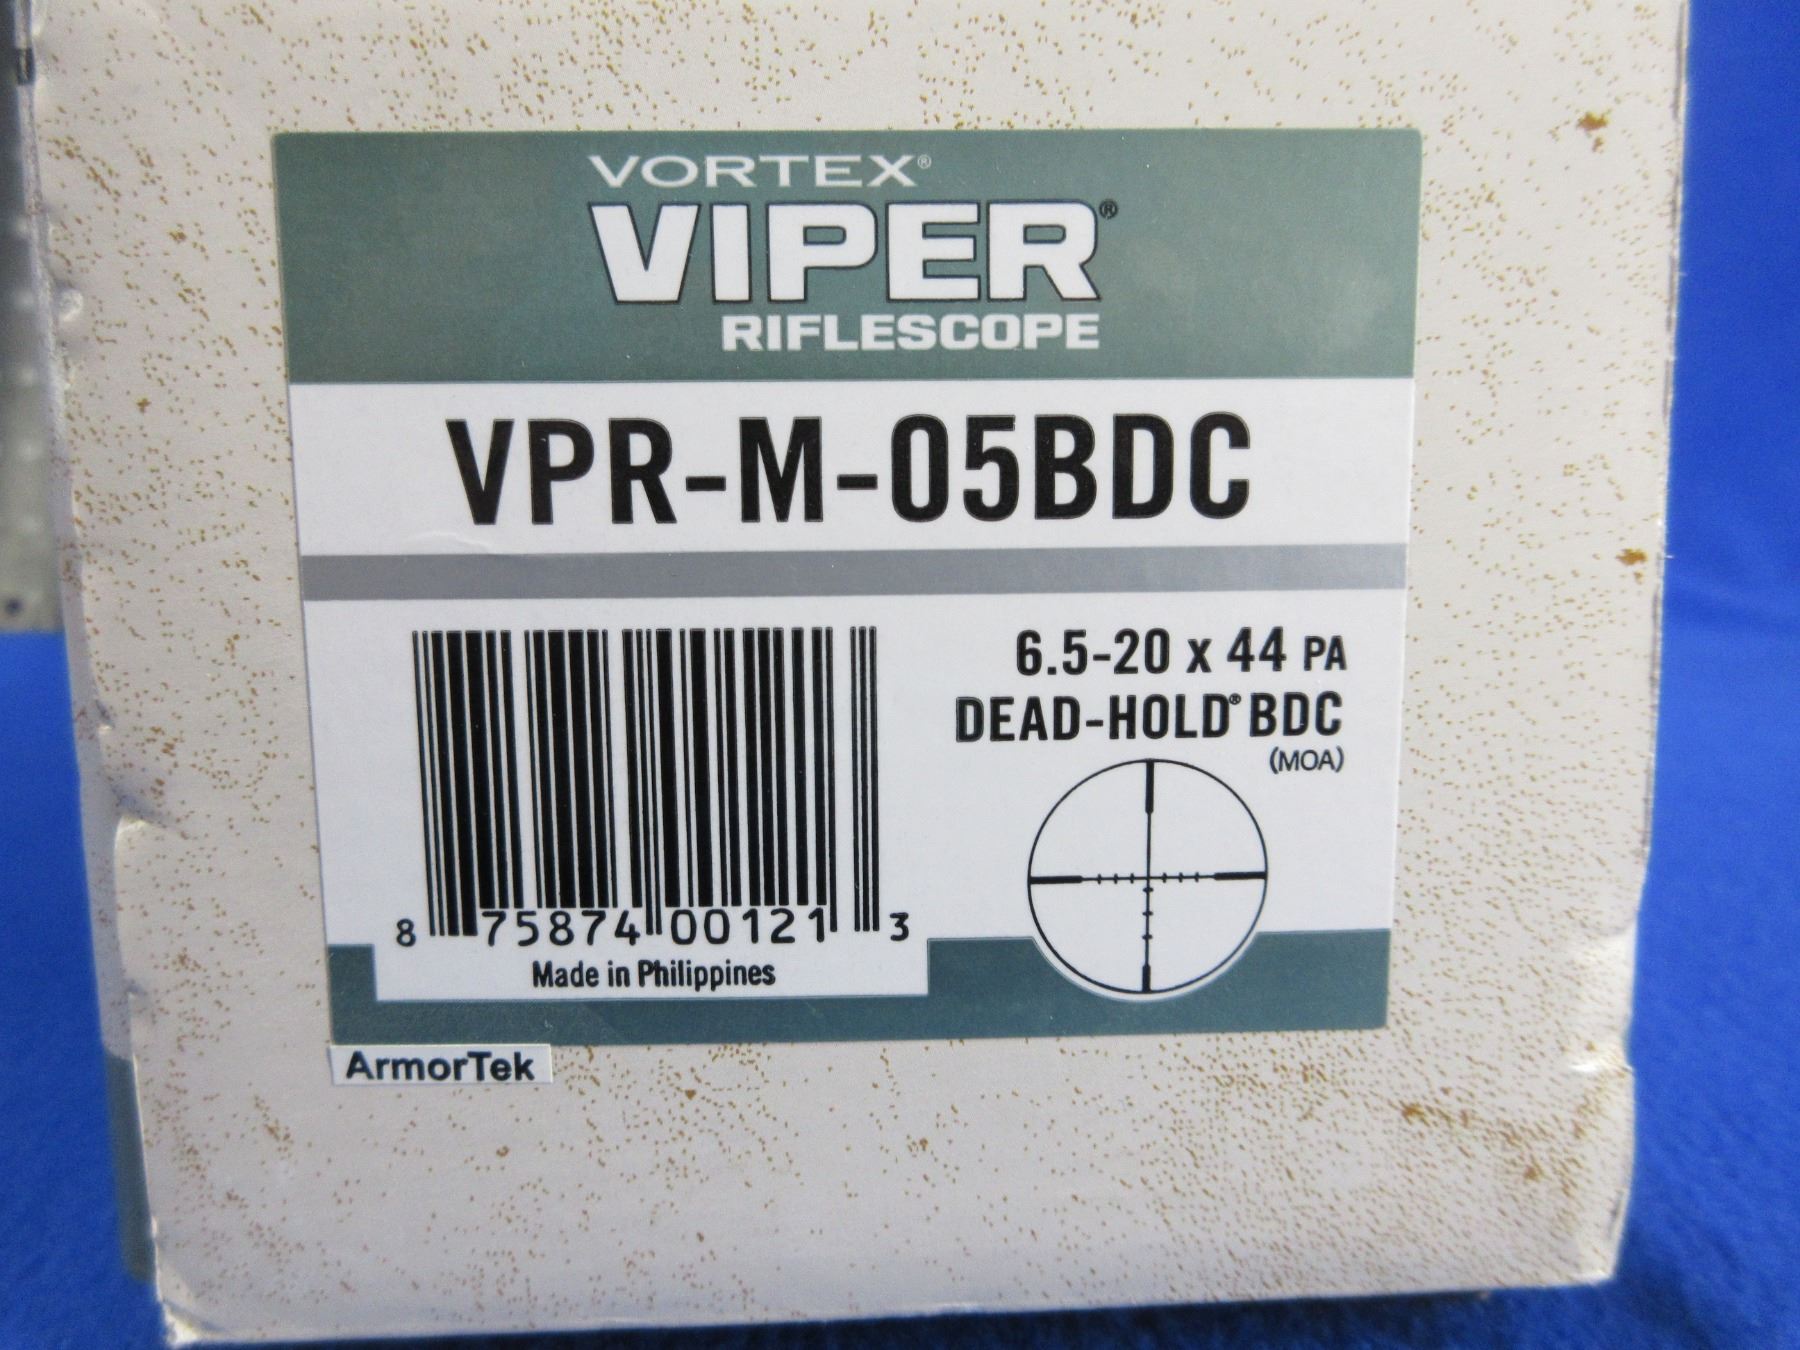 VORTEX®
VIPER®
RIFLESCOPE
VPR-M-05BDC
6.5-20 x 44 PA
DEAD-HOLD® BDC
(MOA)
8 75874 00121 3
Made in Philippines
ArmorTek